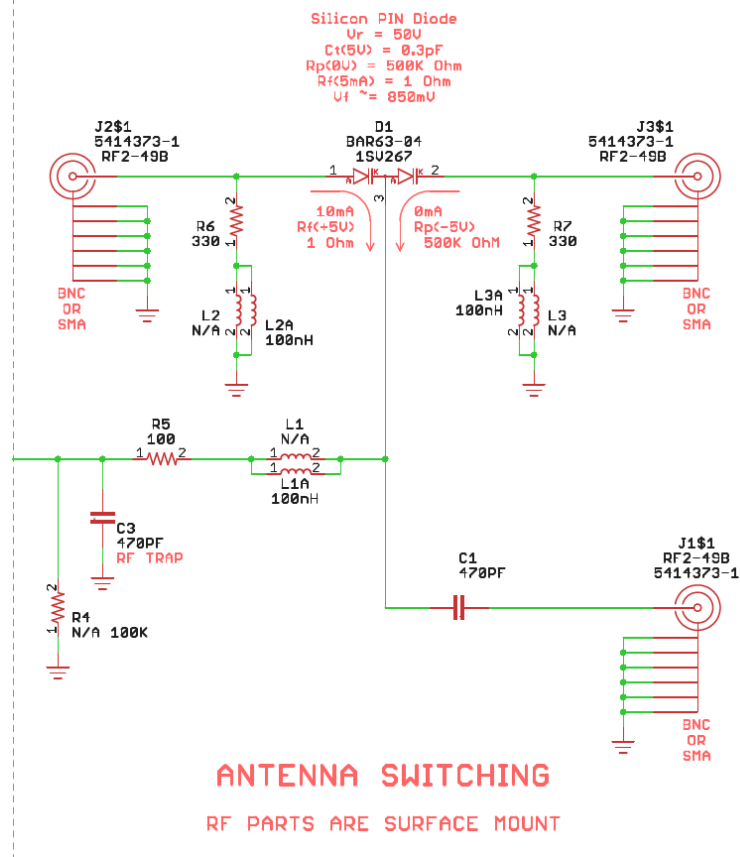 Silicon PIN Diode
Vr = 50V
Ct(5V) = 0.3pF
Rp(0V) = 500K Ohm
Rf(5mA) = 1 Ohm
Vf ~= 850mV
J2$1
5414373-1
RF2-49B
D1
BAR63-04
1SV267
J3$1
5414373-1
RF2-49B
1
A
K
A
K
2
3
10mA
Rf(+5V)
1 Ohm
0mA
Rp(-5V)
500K OhM
2
R6
330
1
2
R7
330
1
BNC
OR
SMA
1
1
L2
N/A
2
2
L2A
100nH
L3A
100nH
1
1
2
2
L3
N/A
BNC
OR
SMA
R5
100
1
2
L1
N/A
1
2
1
2
L1A
100nH
C3
470PF
RF TRAP
2
R4
N/A 100K
1
C1
470PF
J1$1
RF2-49B
5414373-1
BNC
OR
SMA
ANTENNA SWITCHING
RF PARTS ARE SURFACE MOUNT